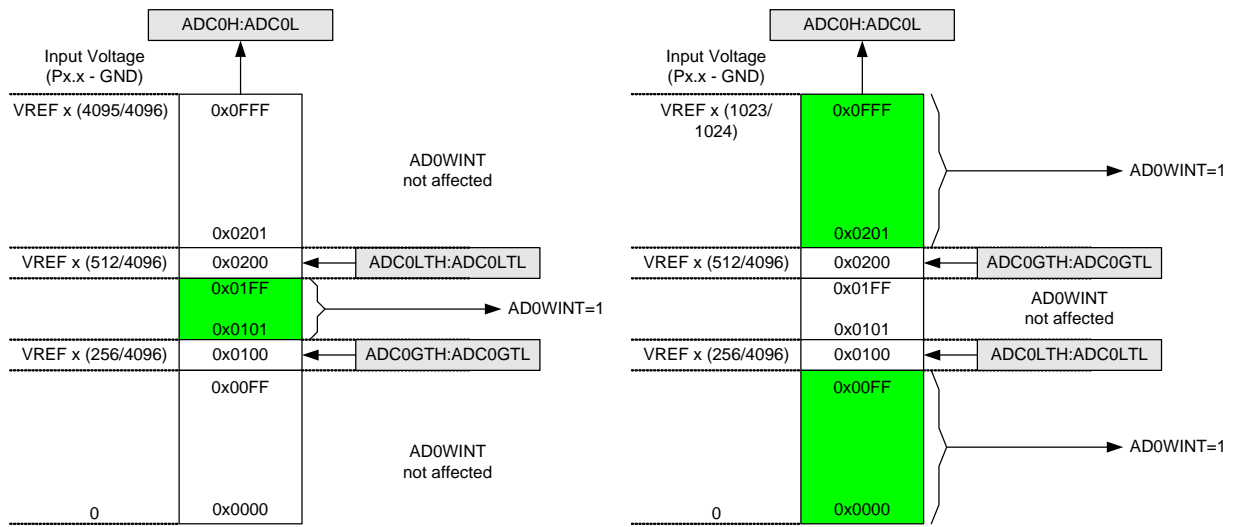 ADC0H:ADC0L
Input Voltage
(Px.x - GND)
VREF x (4095/4096)
0x0FFF
AD0WINT
not affected
0x0201
VREF x (512/4096)
0x0200
ADC0LTH:ADC0LTL
0x01FF
AD0WINT=1
0x0101
VREF x (256/4096)
0x0100
ADC0GTH:ADC0GTL
0x00FF
AD0WINT
not affected
0
0x0000
ADC0H:ADC0L
Input Voltage
(Px.x - GND)
VREF x (1023/
1024)
0x0FFF
AD0WINT=1
0x0201
VREF x (512/4096)
0x0200
ADC0GTH:ADC0GTL
0x01FF
AD0WINT
not affected
0x0101
VREF x (256/4096)
0x0100
ADC0LTH:ADC0LTL
0x00FF
AD0WINT=1
0
0x0000